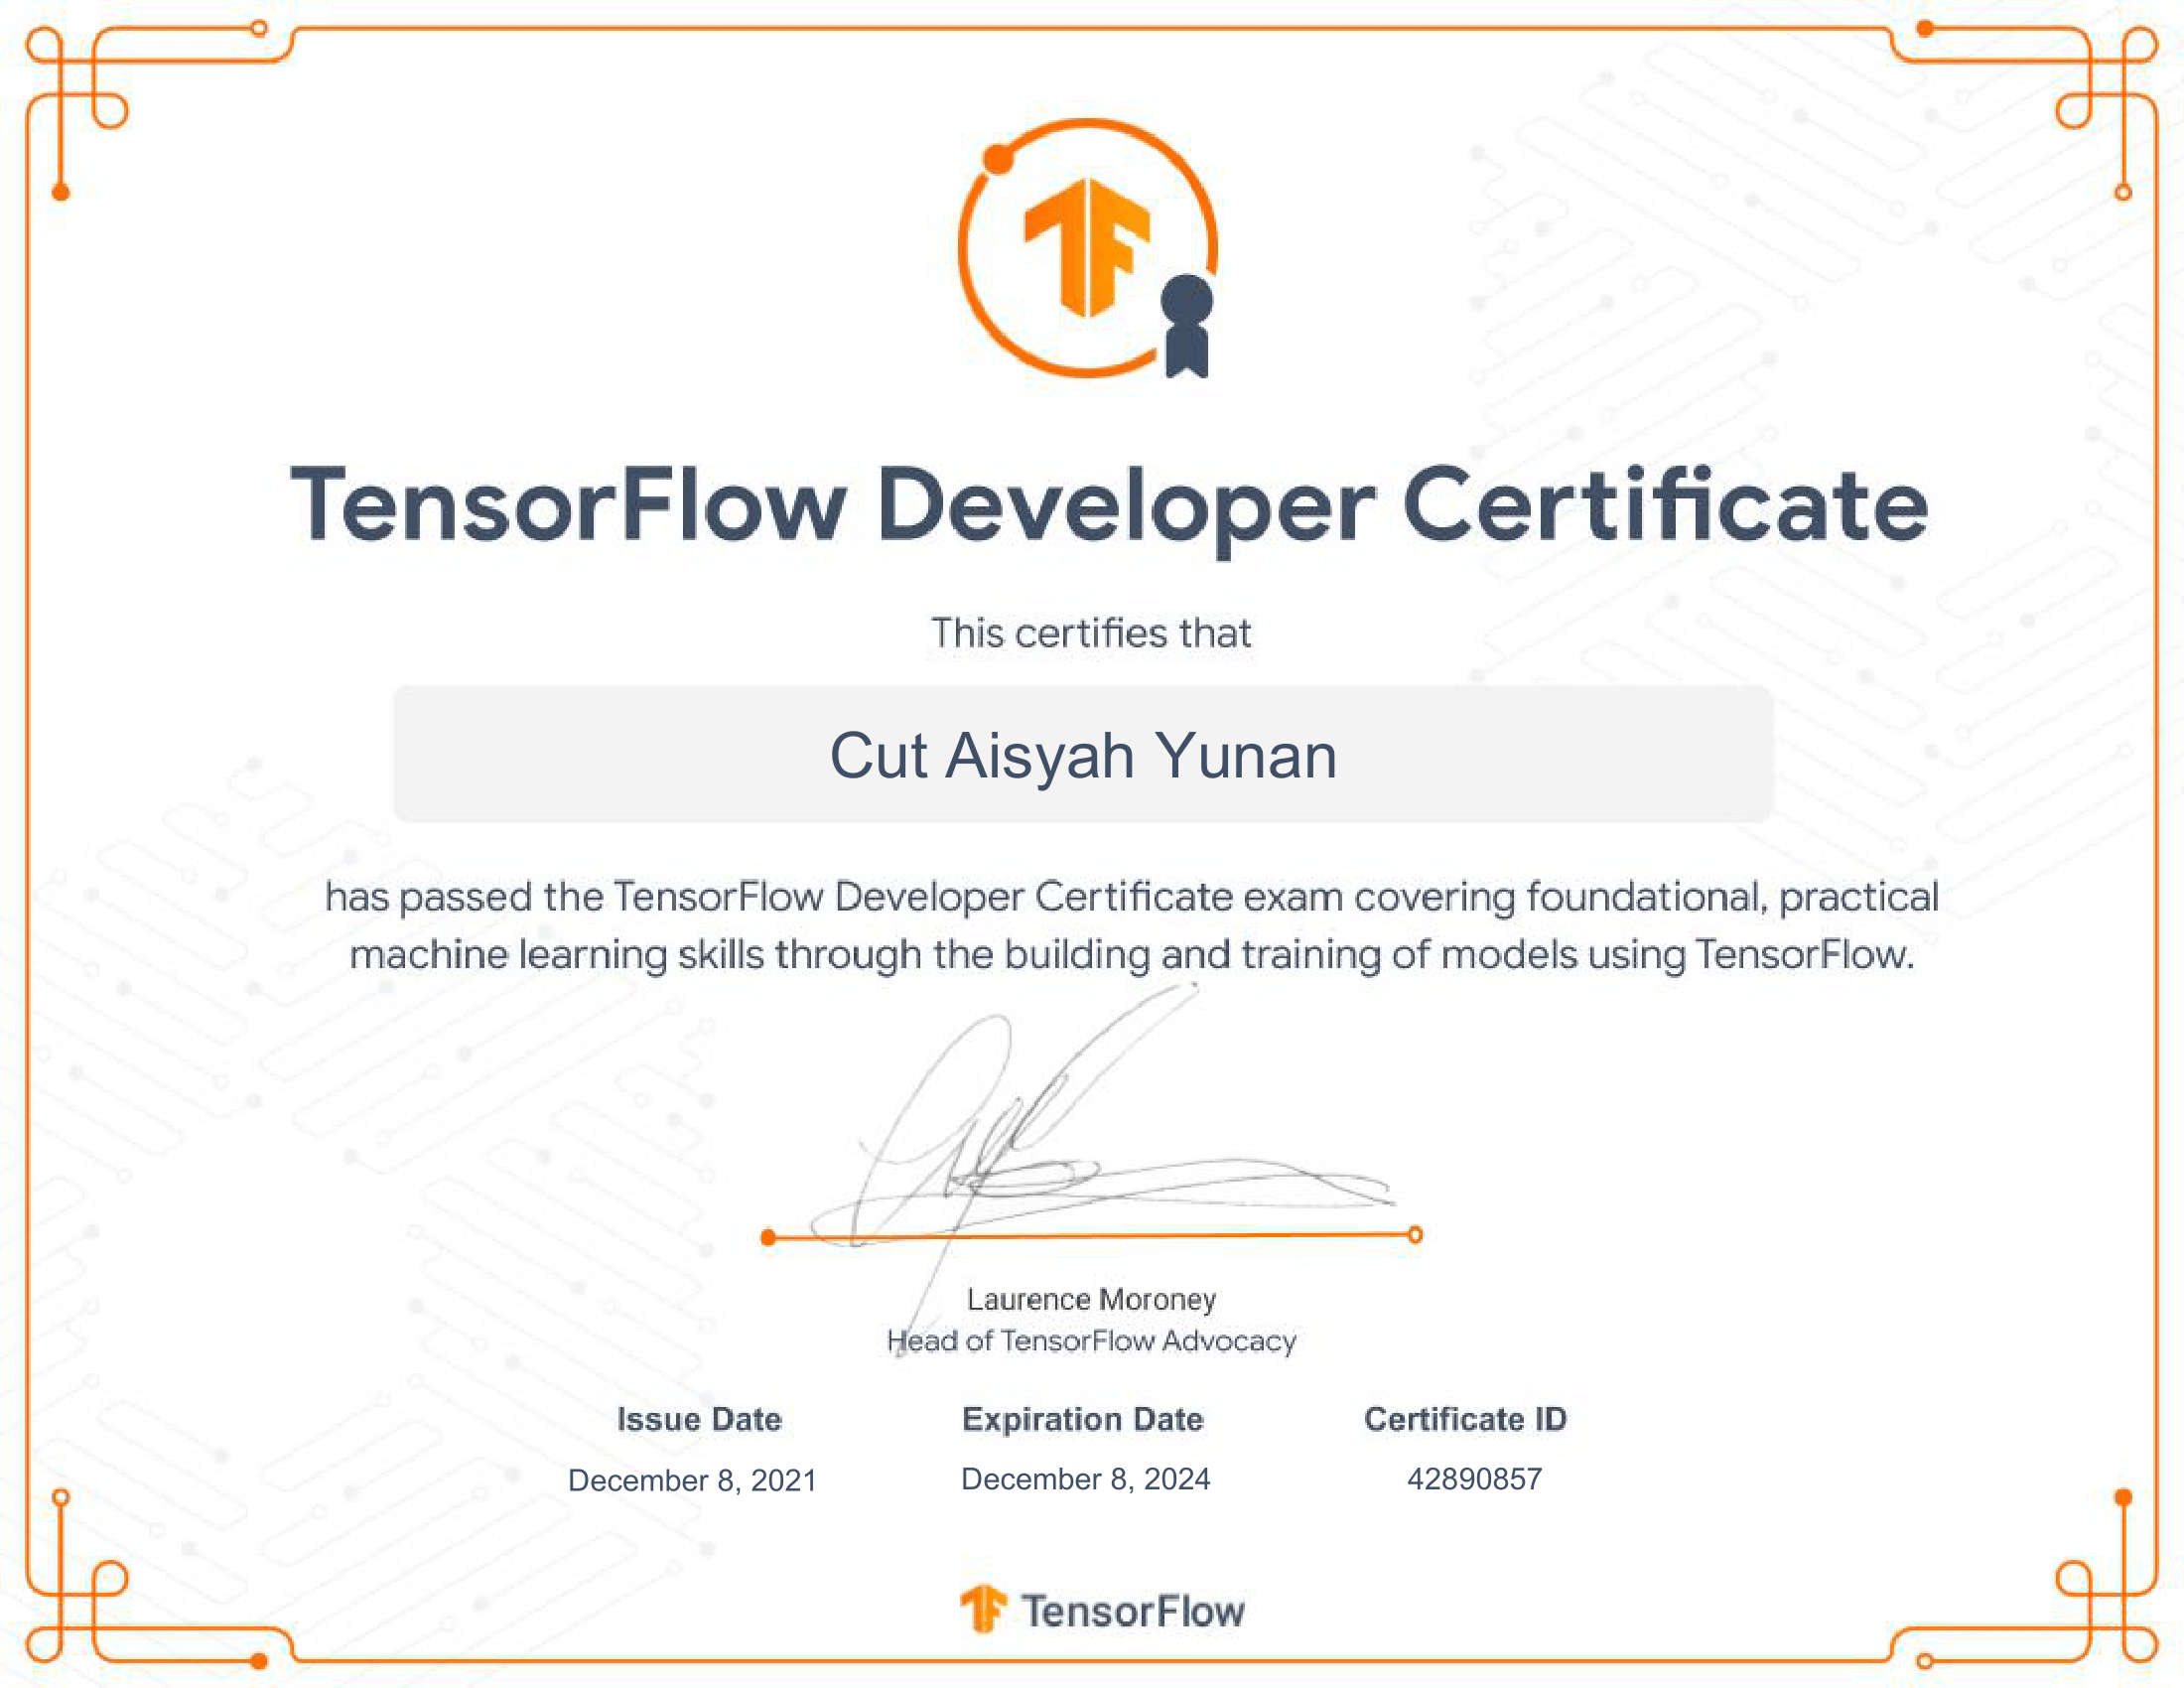 TF
TensorFlow Developer Certificate
This certifies that
Cut Aisyah Yunan
has passed the TensorFlow Developer Certificate exam covering foundational, practical
machine learning skills through the building and training of models using TensorFlow.
Laurence Moroney
Head of TensorFlow Advocacy
Issue Date Expiration Date Certificate ID
December 8, 2021 December 8, 2024 42890857
TensorFlow